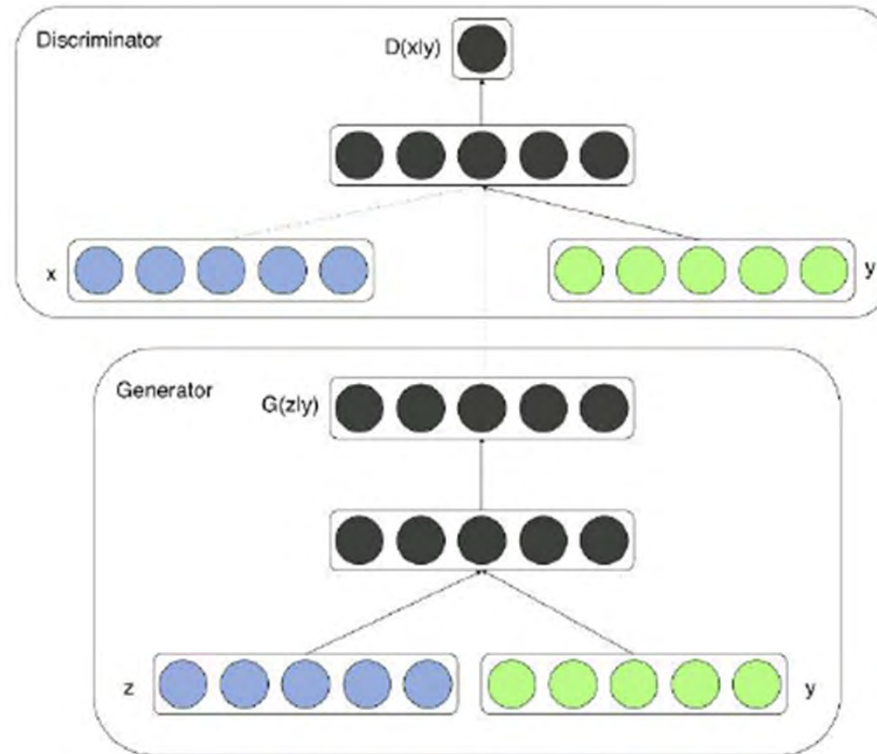 Discriminator
D(x|y)
x
y
Generator
G(z|y)
z
y